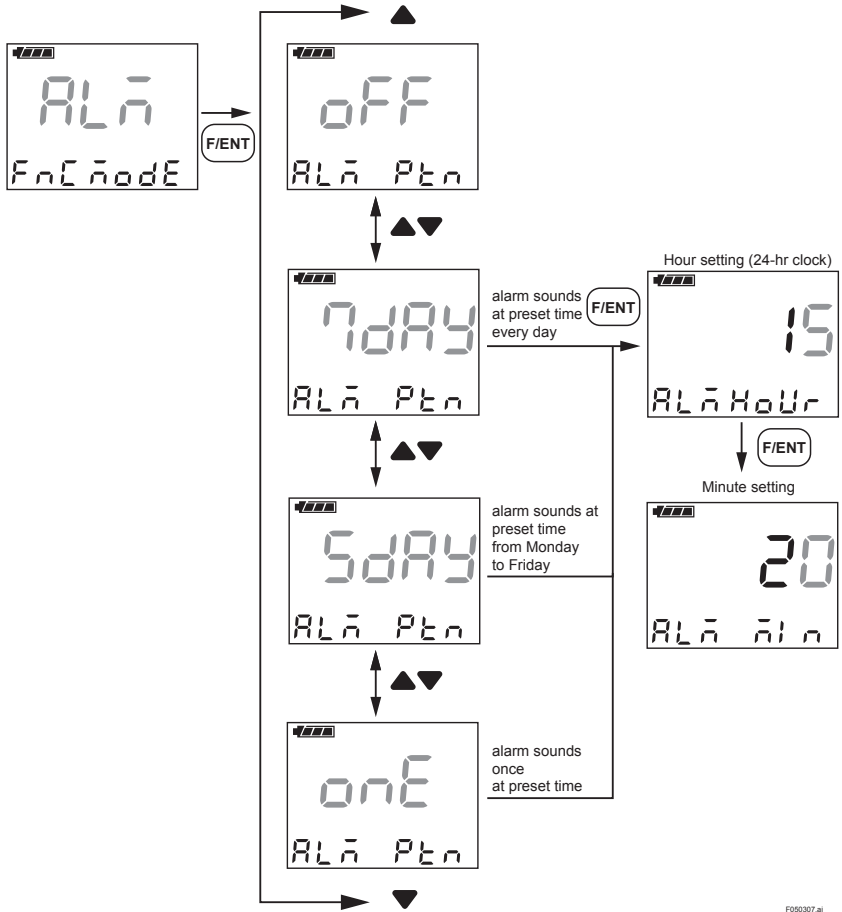 ALM
FnCModE
F/ENT
oFF
ALM Ptn
7dAY
ALM Ptn
alarm sounds
at preset time
every day
F/ENT
Hour setting (24-hr clock)
15
ALMHoUr
F/ENT
Minute setting
20
ALM MIn
5dAY
ALM Ptn
alarm sounds at
preset time
from Monday
to Friday
onE
ALM Ptn
alarm sounds
once
at preset time
F050307.ai